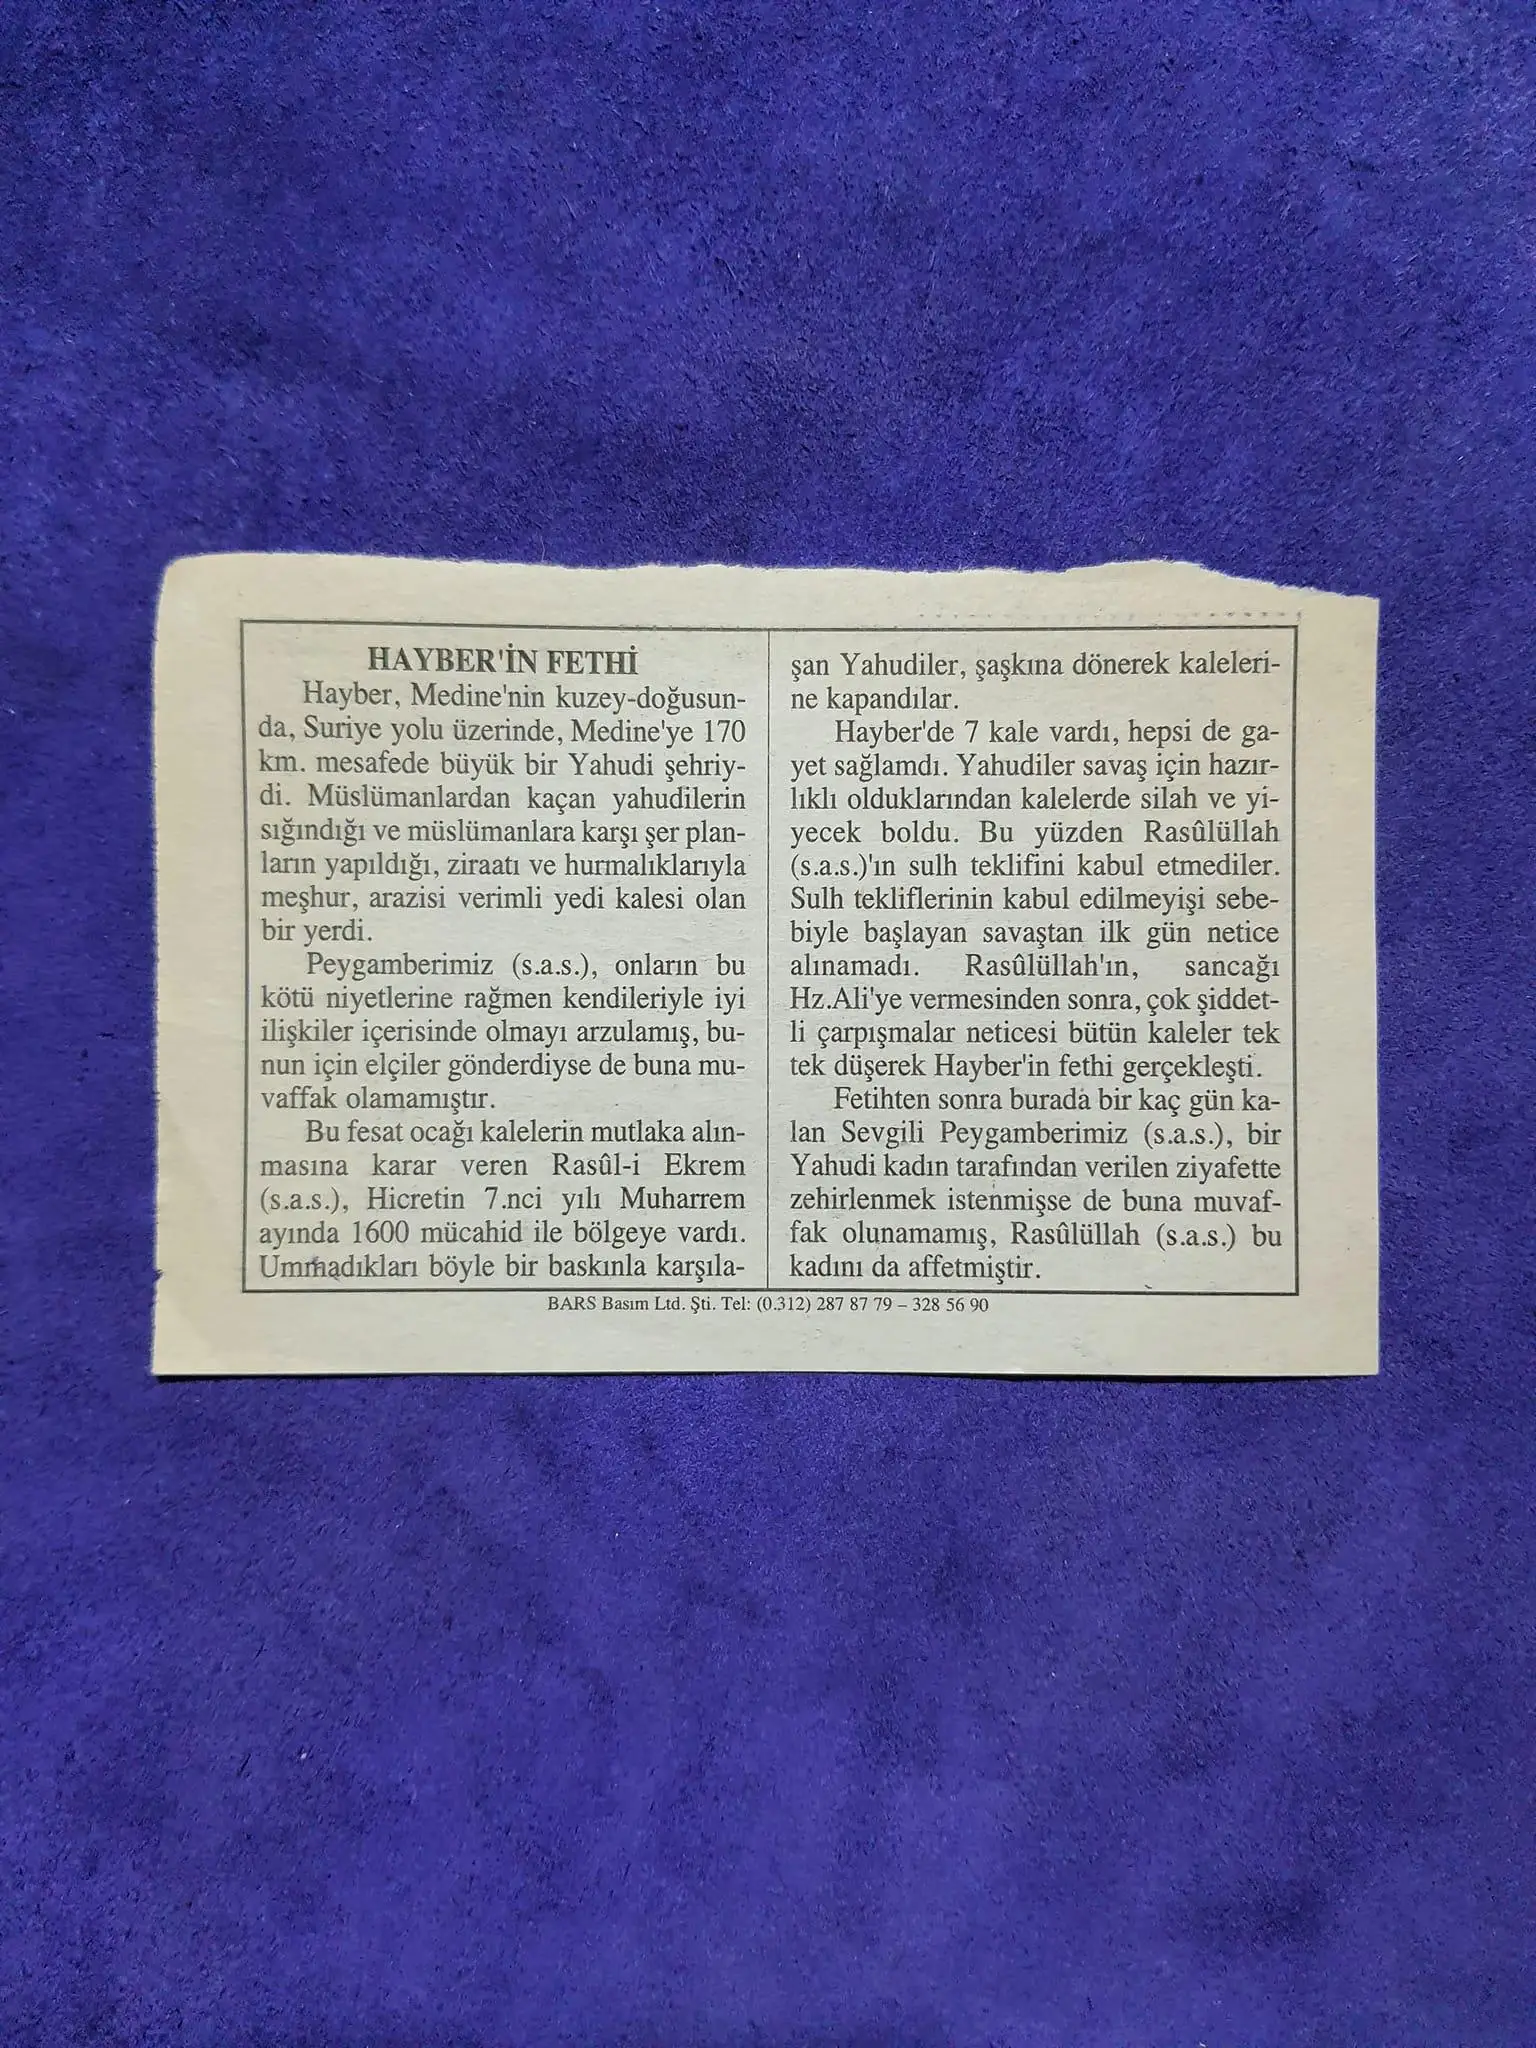 HAYBER'İN FETHİ
Hayber, Medine'nin kuzey-doğusun-
da, Suriye yolu üzerinde, Medine'ye 170
km. mesafede büyük bir Yahudi şehriy-
di. Müslümanlardan kaçan yahudilerin
sığındığı ve müslümanlara karşı şer plan-
ların yapıldığı, ziraatı ve hurmalıklarıyla
meşhur, arazisi verimli yedi kalesi olan
bir yerdi.
Peygamberimiz (s.a.s.), onların bu
kötü niyetlerine rağmen kendileriyle iyi
ilişkiler içerisinde olmayı arzulamış, bu-
nun için elçiler gönderdiyse de buna mu-
vaffak olamamıştır.
Bu fesat ocağı kalelerin mutlaka alın-
masına karar veren Rasûl-i Ekrem
(s.a.s.), Hicretin 7.nci yılı Muharrem
ayında 1600 mücahid ile bölgeye vardı.
Ummadıkları böyle bir baskınla karşıla-
şan Yahudiler, şaşkına dönerek kaleleri-
ne kapandılar.
Hayber'de 7 kale vardı, hepsi de ga-
yet sağlamdı. Yahudiler savaş için hazır-
lıklı olduklarından kalelerde silah ve yi-
yecek boldu. Bu yüzden Rasûlüllah
(s.a.s.)'ın sulh teklifini kabul etmediler.
Sulh tekliflerinin kabul edilmeyişi sebe-
biyle başlayan savaştan ilk gün netice
alınamadı. Rasûlüllah'ın, sancağı
Hz.Ali'ye vermesinden sonra, çok şiddet-
li çarpışmalar neticesi bütün kaleler tek
tek düşerek Hayber'in fethi gerçekleşti.
Fetihten sonra burada bir kaç gün ka-
lan Sevgili Peygamberimiz (s.a.s.), bir
Yahudi kadın tarafından verilen ziyafette
zehirlenmek istenmişse de buna muvaf-
fak olunamamış, Rasûlüllah (s.a.s.) bu
kadını da affetmiştir.
BARS Basım Ltd. Şti. Tel: (0.312) 287 87 79 – 328 56 90